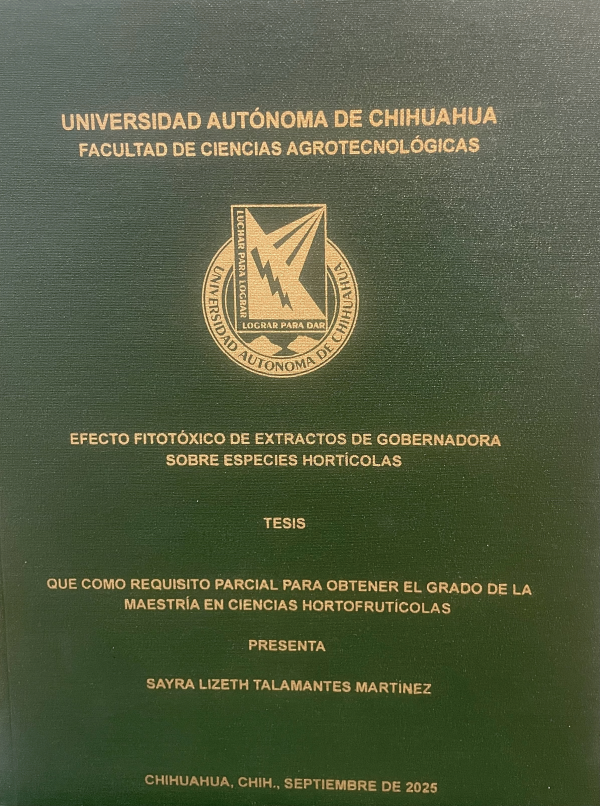 UNIVERSIDAD AUTÓNOMA DE CHIHUAHUA
FACULTAD DE CIENCIAS AGROTECNOLÓGICAS
LUCHAR PARA LOGRAR
LOGRAR PARA DAR
UNIVERSIDAD AUTONOMA DE CHIHUAHUA
EFECTO FITOTÓXICO DE EXTRACTOS DE GOBERNADORA
SOBRE ESPECIES HORTÍCOLAS
TESIS
QUE COMO REQUISITO PARCIAL PARA OBTENER EL GRADO DE LA
MAESTRÍA EN CIENCIAS HORTOFRUTÍCOLAS
PRESENTA
SAYRA LIZETH TALAMANTES MARTÍNEZ
CHIHUAHUA, CHIH., SEPTIEMBRE DE 2025